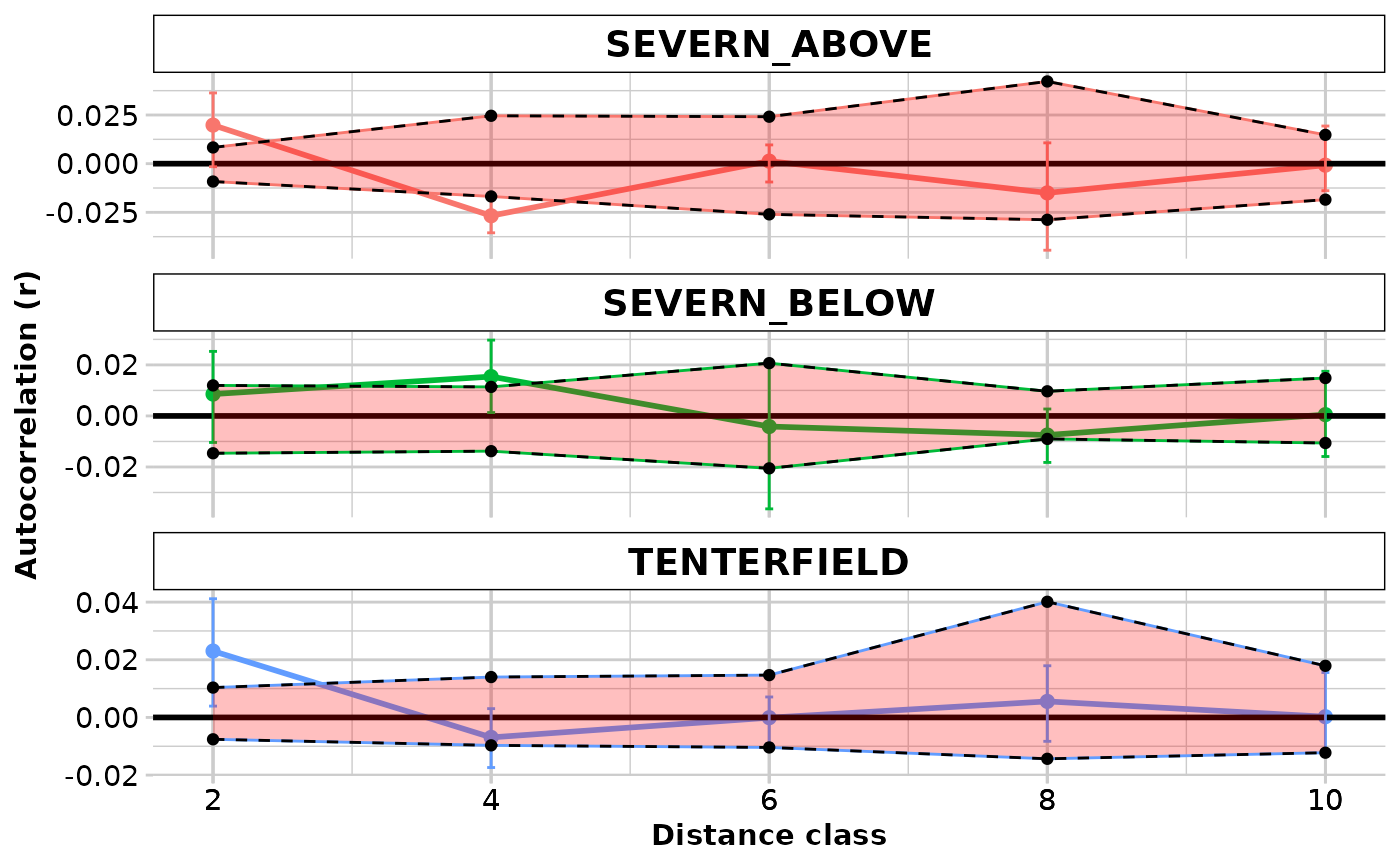 SEVERN_ABOVE
0.025
0.000
-0.025
SEVERN_BELOW
0.02
0.00
-0.02
TENTERFIELD
0.04
0.02
0.00
-0.02
2 4 6 8 10
Distance class
Autocorrelation (r)